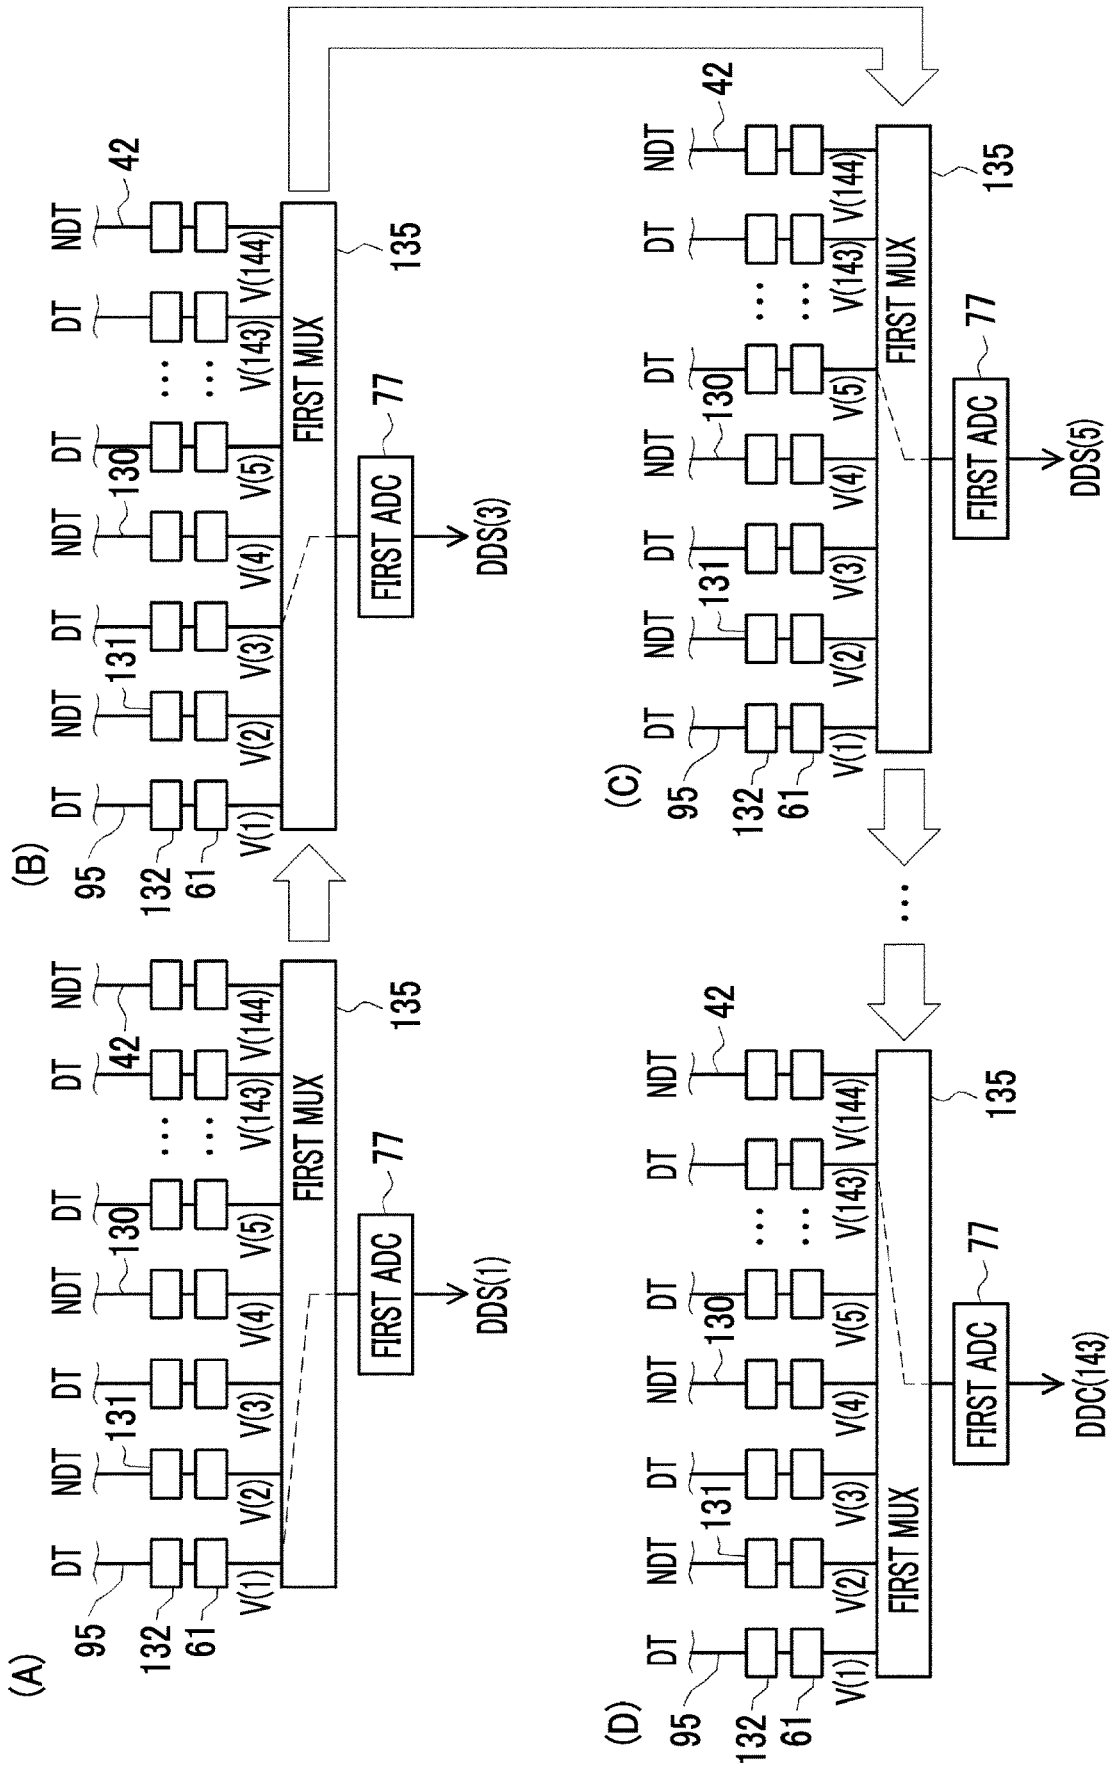 (A)
DT NDT DT NDT DT DT NDT
95 131 130 42
132
61
... ...
V(1) V(2) V(3) V(4) V(5) V(143) V(144)
FIRST MUX
135
FIRST ADC 77
DDS(1)
(B)
DT NDT DT NDT DT DT NDT
95 131 130 42
132
61
... ...
V(1) V(2) V(3) V(4) V(5) V(143) V(144)
FIRST MUX
135
FIRST ADC 77
DDS(3)
(C)
DT NDT DT NDT DT DT NDT
95 131 130 42
132
61
... ...
V(1) V(2) V(3) V(4) V(5) V(143) V(144)
FIRST MUX
135
FIRST ADC 77
DDS(5)
...
(D)
DT NDT DT NDT DT DT NDT
95 131 130 42
132
61
... ...
V(1) V(2) V(3) V(4) V(5) V(143) V(144)
FIRST MUX
135
FIRST ADC 77
DDC(143)